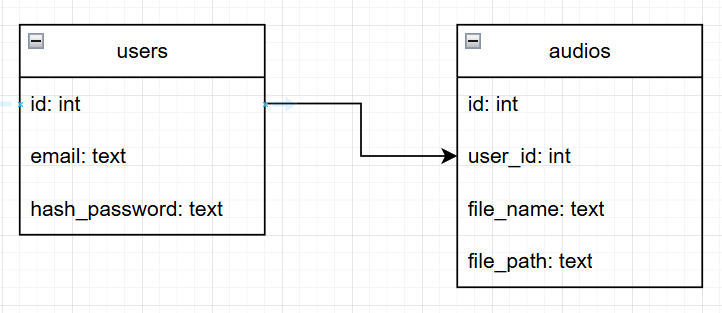 users
id: int
email: text
hash_password: text
audios
id: int
user_id: int
file_name: text
file_path: text